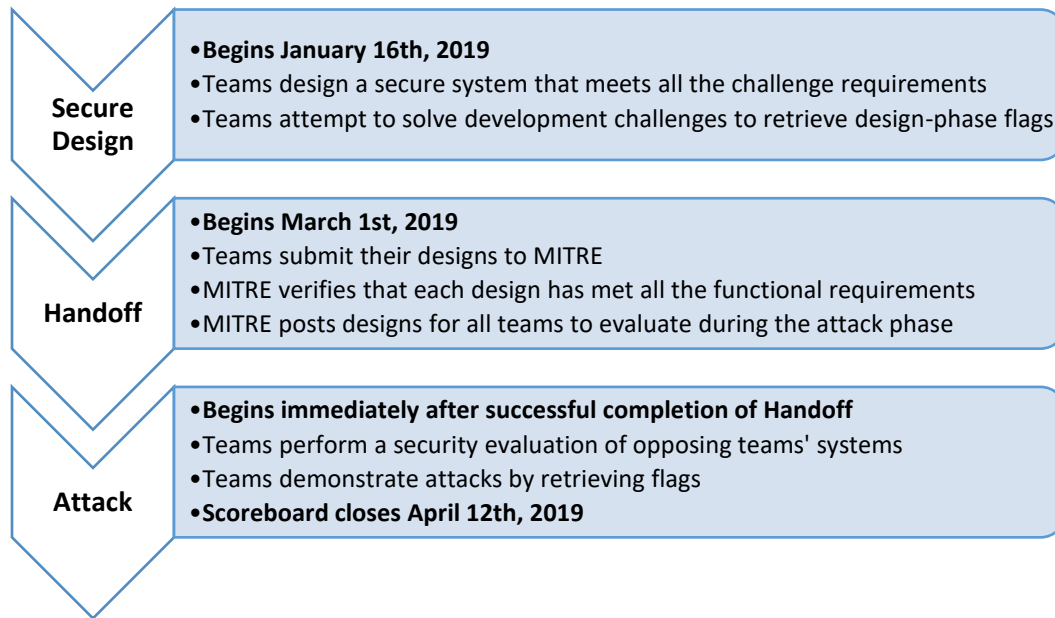 Secure
Design
•Begins January 16th, 2019
•Teams design a secure system that meets all the challenge requirements
•Teams attempt to solve development challenges to retrieve design-phase flags
Handoff
•Begins March 1st, 2019
•Teams submit their designs to MITRE
•MITRE verifies that each design has met all the functional requirements
•MITRE posts designs for all teams to evaluate during the attack phase
Attack
•Begins immediately after successful completion of Handoff
•Teams perform a security evaluation of opposing teams' systems
•Teams demonstrate attacks by retrieving flags
•Scoreboard closes April 12th, 2019